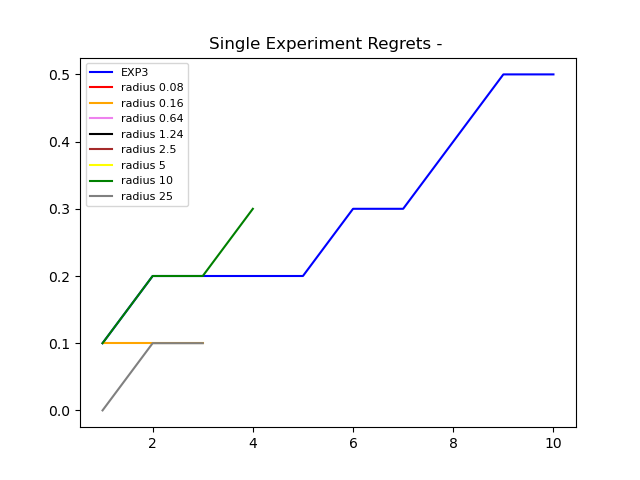 Single Experiment Regrets -
EXP3
radius 0.08
radius 0.16
radius 0.64
radius 1.24
radius 2.5
radius 5
radius 10
radius 25
0.5
0.4
0.3
0.2
0.1
0.0
2 4 6 8 10